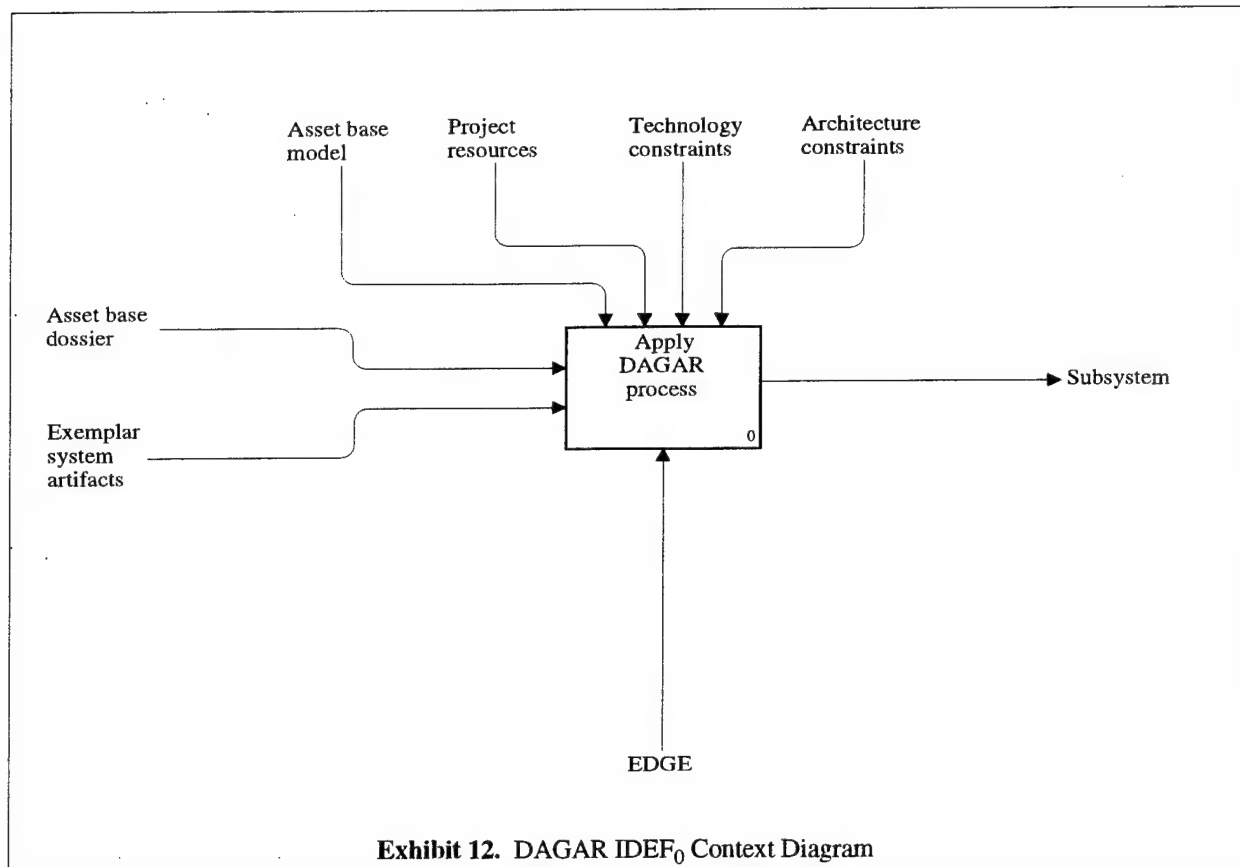 Asset base
model
Project
resources
Technology
constraints
Architecture
constraints
Asset base
dossier
Exemplar
system
artifacts
Apply
DAGAR
process
0
Subsystem
EDGE
Exhibit 12. DAGAR IDEF0 Context Diagram